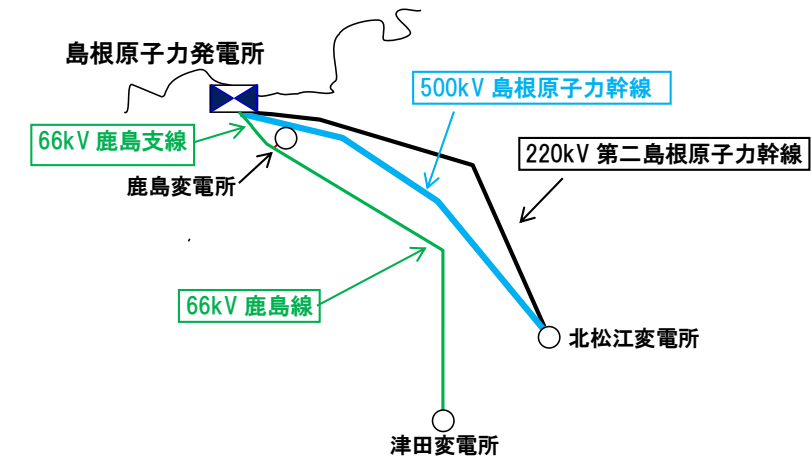 島根原子力発電所
500kV 島根原子力幹線
66kV 鹿島支線
220kV 第二島根原子力幹線
鹿島変電所
66kV 鹿島線
北松江変電所
津田変電所